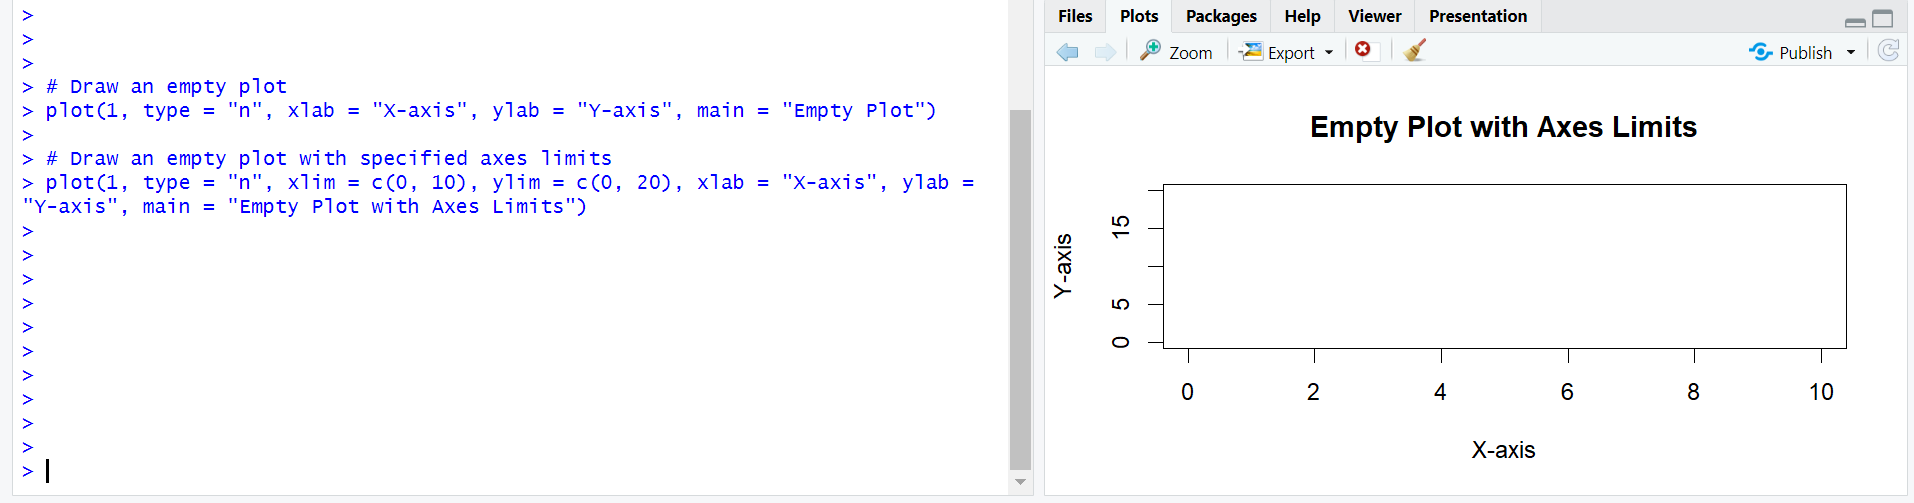 >
>
>
> # Draw an empty plot
> plot(1, type = "n", xlab = "X-axis", ylab = "Y-axis", main = "Empty Plot")
>
> # Draw an empty plot with specified axes limits
> plot(1, type = "n", xlim = c(0, 10), ylim = c(0, 20), xlab = "X-axis", ylab =
"Y-axis", main = "Empty Plot with Axes Limits")
>
>
>
>
>
>
>
>
>
>
>
Files Plots Packages Help Viewer Presentation
Zoom Export Publish
Empty Plot with Axes Limits
Y-axis
15
5
0
0 2 4 6 8 10
X-axis